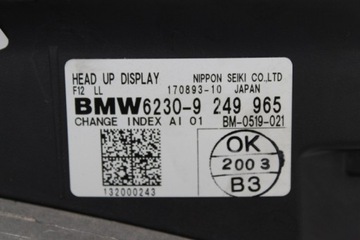 HEAD UP DISPLAY NIPPON SEIKI CO.,LTD
F12 LL 170893-10 JAPAN
BMW6230-9 249 965
CHANGE INDEX AI 01 BM-0519-021
OK
2003
B3
132000243